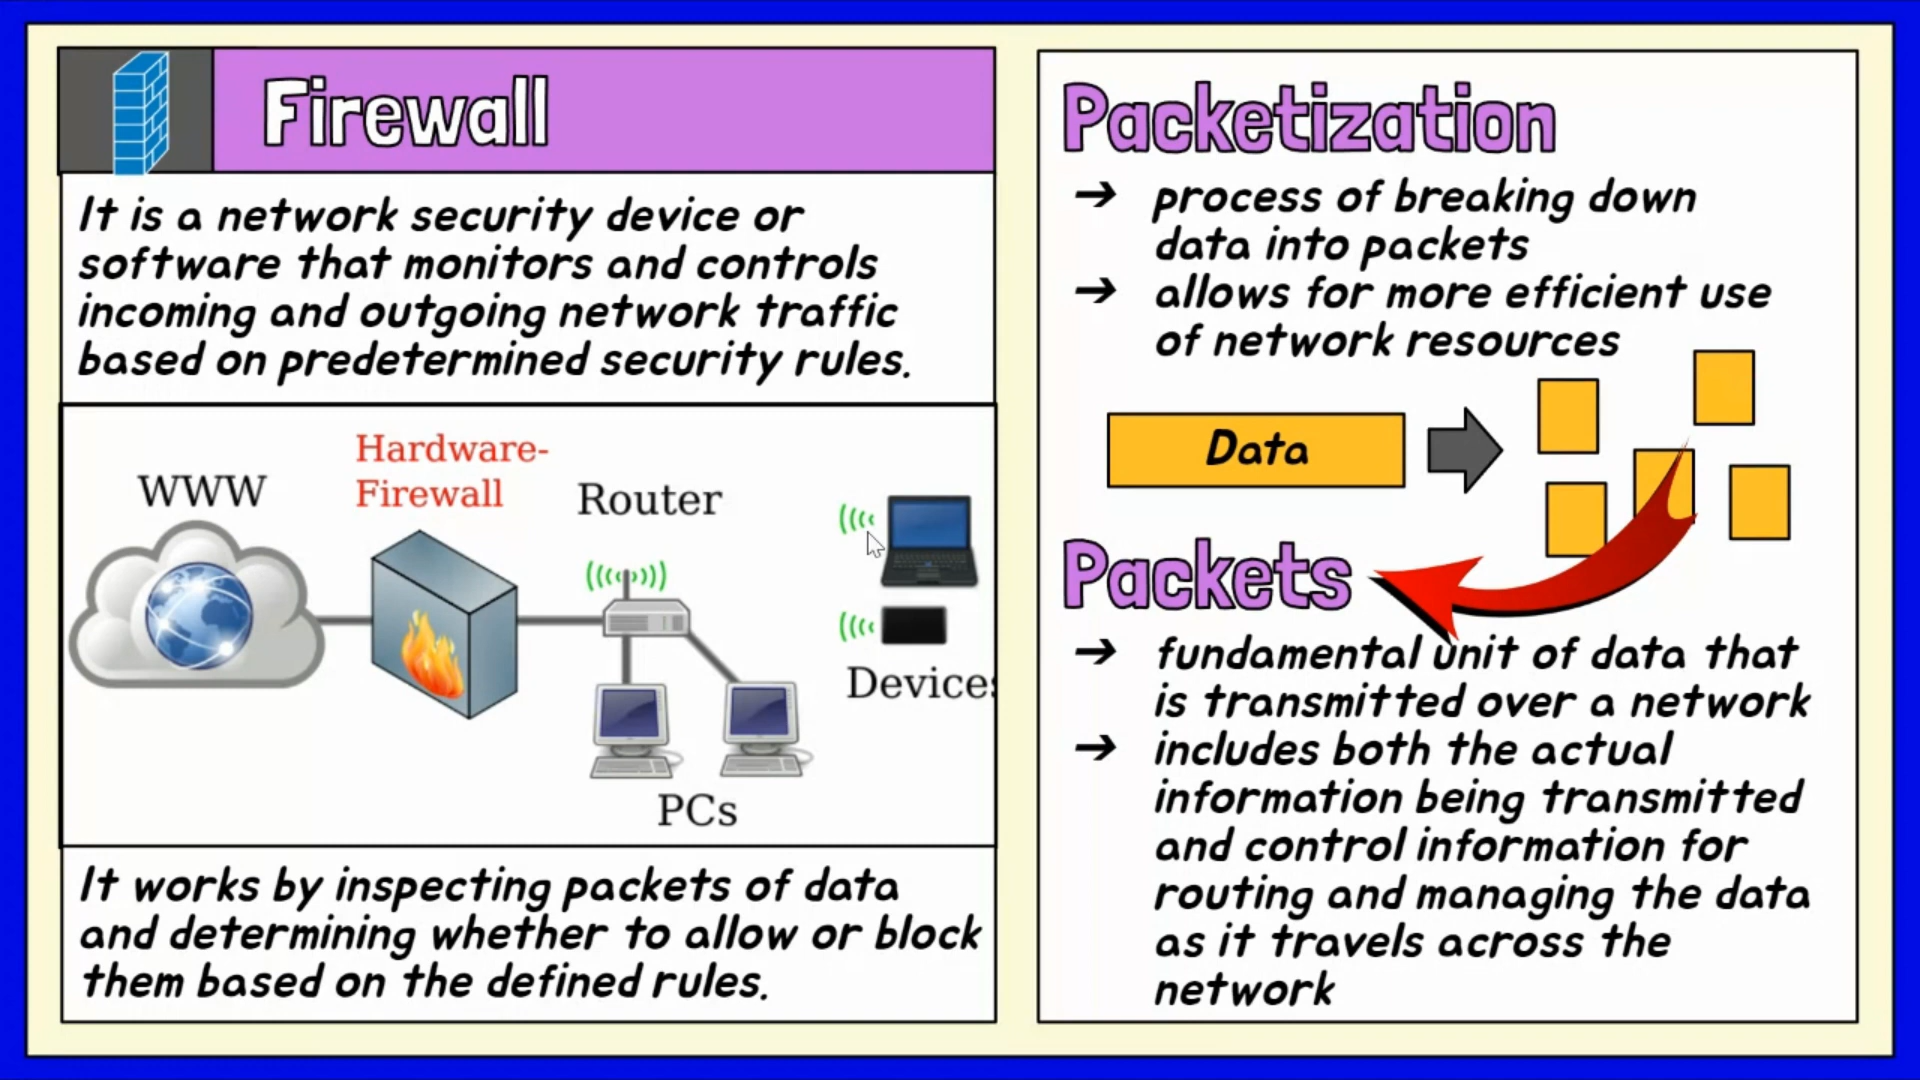 Firewall
It is a network security device or
software that monitors and controls
incoming and outgoing network traffic
based on predetermined security rules.
WWW
Hardware-
Firewall
Router
Devices
PCs
It works by inspecting packets of data
and determining whether to allow or block
them based on the defined rules.
Packetization
➔ process of breaking down
data into packets
➔ allows for more efficient use
of network resources
Data
Packets
➔ fundamental unit of data that
is transmitted over a network
➔ includes both the actual
information being transmitted
and control information for
routing and managing the data
as it travels across the
network